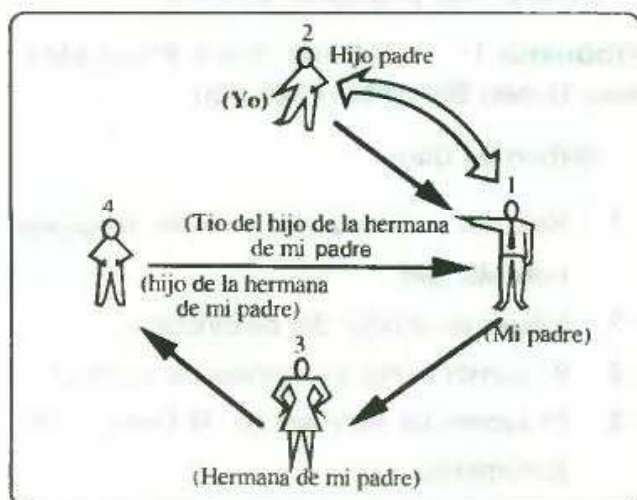 2
Hijo padre
(Yo)
1
4
(Tio del hijo de la hermana
de mi padre
(hijo de la hermana
de mi padre)
(Mi padre)
3
(Hermana de mi padre)